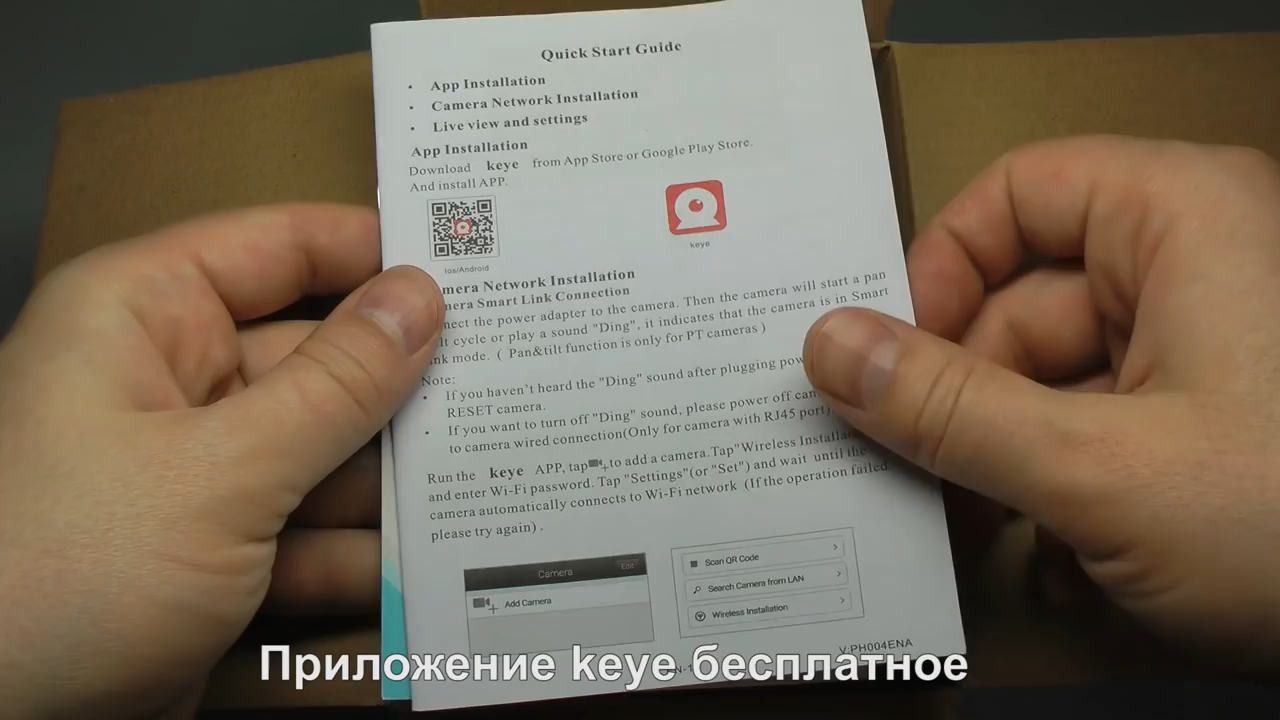 Quick Start Guide
• App Installation
• Camera Network Installation
• Live view and settings
App Installation
Download keye from App Store or Google Play Store.
And install APP.
Ios/Android
keye
mera Network Installation
nera Smart Link Connection
nect the power adapter to the camera. Then the camera will start a pan
lt cycle or play a sound "Ding", it indicates that the camera is in Smart
nk mode. ( Pan&tilt function is only for PT cameras )
Note:
• If you haven't heard the "Ding" sound after plugging pow
RESET camera.
• If you want to turn off "Ding" sound, please power off cam
to camera wired connection(Only for camera with RJ45 port)
Run the keye APP, tap to add a camera.Tap"Wireless Installa
and enter Wi-Fi password. Tap "Settings"(or "Set") and wait until the
camera automatically connects to Wi-Fi network (If the operation failed
please try again) .
Camera Edit
Add Camera
Scan QR Code
Search Camera from LAN
Wireless Installation
V:PH004ENA
Приложение keye бесплатное